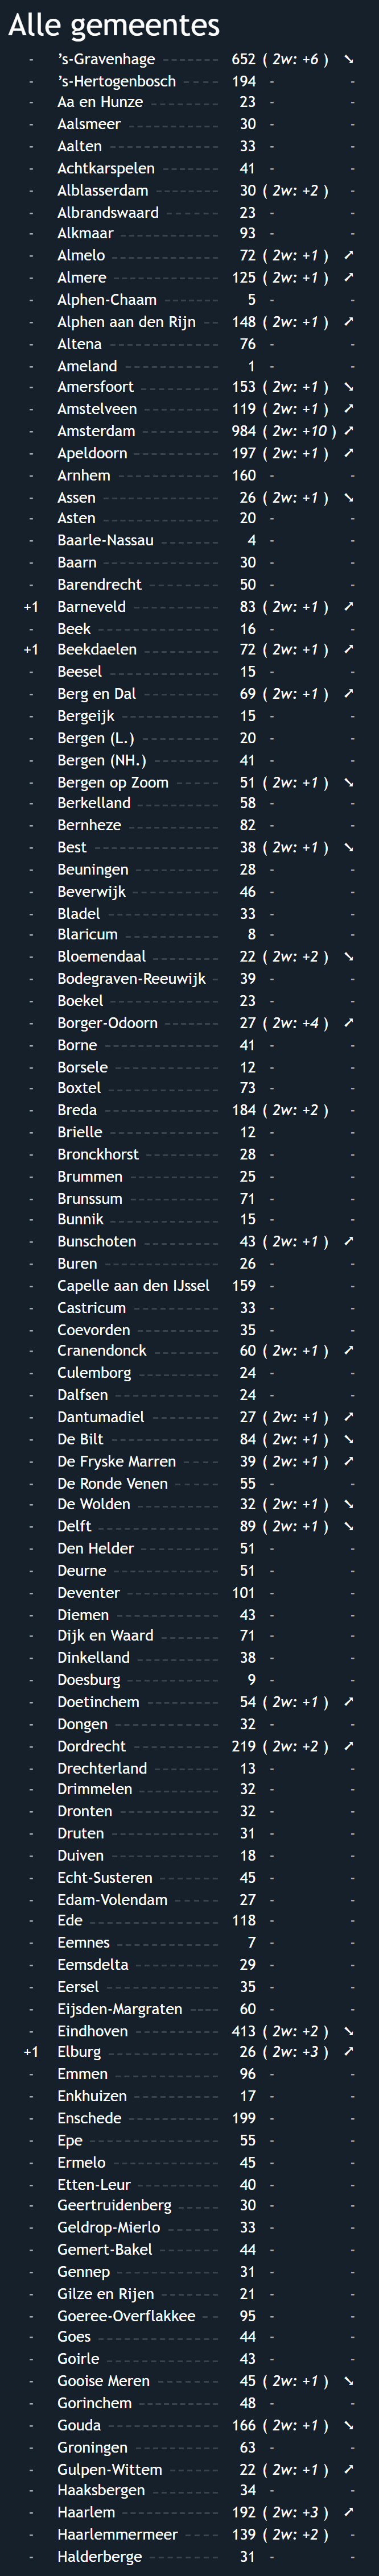 Alle gemeentes
- ’s-Gravenhage 652 ( 2w: +6 ) ➘
- ’s-Hertogenbosch 194 - -
- Aa en Hunze 23 - -
- Aalsmeer 30 - -
- Aalten 33 - -
- Achtkarspelen 41 - -
- Alblasserdam 30 ( 2w: +2 ) -
- Albrandswaard 23 - -
- Alkmaar 93 - -
- Almelo 72 ( 2w: +1 ) ➚
- Almere 125 ( 2w: +1 ) ➚
- Alphen-Chaam 5 - -
- Alphen aan den Rijn 148 ( 2w: +1 ) ➚
- Altena 76 - -
- Ameland 1 - -
- Amersfoort 153 ( 2w: +1 ) ➘
- Amstelveen 119 ( 2w: +1 ) ➚
- Amsterdam 984 ( 2w: +10 ) ➚
- Apeldoorn 197 ( 2w: +1 ) ➚
- Arnhem 160 - -
- Assen 26 ( 2w: +1 ) ➘
- Asten 20 - -
- Baarle-Nassau 4 - -
- Baarn 30 - -
- Barendrecht 50 - -
+1 Barneveld 83 ( 2w: +1 ) ➚
- Beek 16 - -
+1 Beekdaelen 72 ( 2w: +1 ) ➚
- Beesel 15 - -
- Berg en Dal 69 ( 2w: +1 ) ➚
- Bergeijk 15 - -
- Bergen (L.) 20 - -
- Bergen (NH.) 41 - -
- Bergen op Zoom 51 ( 2w: +1 ) ➘
- Berkelland 58 - -
- Bernheze 82 - -
- Best 38 ( 2w: +1 ) ➘
- Beuningen 28 - -
- Beverwijk 46 - -
- Bladel 33 - -
- Blaricum 8 - -
- Bloemendaal 22 ( 2w: +2 ) ➘
- Bodegraven-Reeuwijk 39 - -
- Boekel 23 - -
- Borger-Odoorn 27 ( 2w: +4 ) ➚
- Borne 41 - -
- Borsele 12 - -
- Boxtel 73 - -
- Breda 184 ( 2w: +2 ) -
- Brielle 12 - -
- Bronckhorst 28 - -
- Brummen 25 - -
- Brunssum 71 - -
- Bunnik 15 - -
- Bunschoten 43 ( 2w: +1 ) ➚
- Buren 26 - -
- Capelle aan den IJssel 159 - -
- Castricum 33 - -
- Coevorden 35 - -
- Cranendonck 60 ( 2w: +1 ) ➚
- Culemborg 24 - -
- Dalfsen 24 - -
- Dantumadiel 27 ( 2w: +1 ) ➚
- De Bilt 84 ( 2w: +1 ) ➘
- De Fryske Marren 39 ( 2w: +1 ) ➚
- De Ronde Venen 55 - -
- De Wolden 32 ( 2w: +1 ) ➘
- Delft 89 ( 2w: +1 ) ➘
- Den Helder 51 - -
- Deurne 51 - -
- Deventer 101 - -
- Diemen 43 - -
- Dijk en Waard 71 - -
- Dinkelland 38 - -
- Doesburg 9 - -
- Doetinchem 54 ( 2w: +1 ) ➚
- Dongen 32 - -
- Dordrecht 219 ( 2w: +2 ) ➚
- Drechterland 13 - -
- Drimmelen 32 - -
- Dronten 32 - -
- Druten 31 - -
- Duiven 18 - -
- Echt-Susteren 45 - -
- Edam-Volendam 27 - -
- Ede 118 - -
- Eemnes 7 - -
- Eemsdelta 29 - -
- Eersel 35 - -
- Eijsden-Margraten 60 - -
- Eindhoven 413 ( 2w: +2 ) ➘
+1 Elburg 26 ( 2w: +3 ) ➚
- Emmen 96 - -
- Enkhuizen 17 - -
- Enschede 199 - -
- Epe 55 - -
- Ermelo 45 - -
- Etten-Leur 40 - -
- Geertruidenberg 30 - -
- Geldrop-Mierlo 33 - -
- Gemert-Bakel 44 - -
- Gennep 31 - -
- Gilze en Rijen 21 - -
- Goeree-Overflakkee 95 - -
- Goes 44 - -
- Goirle 43 - -
- Gooise Meren 45 ( 2w: +1 ) ➘
- Gorinchem 48 - -
- Gouda 166 ( 2w: +1 ) ➘
- Groningen 63 - -
- Gulpen-Wittem 22 ( 2w: +1 ) ➚
- Haaksbergen 34 - -
- Haarlem 192 ( 2w: +3 ) ➚
- Haarlemmermeer 139 ( 2w: +2 ) -
- Halderberge 31 - -